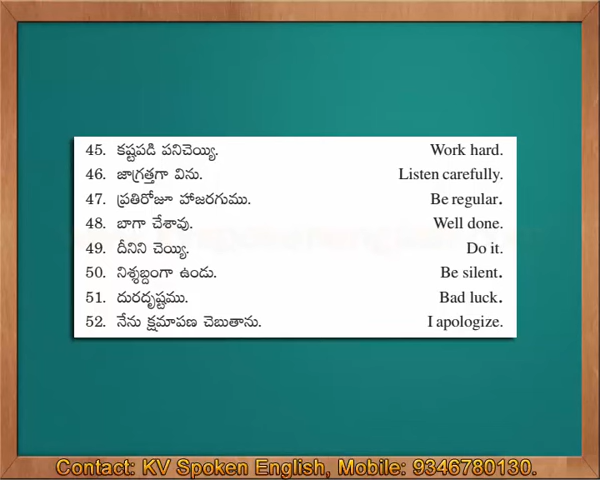 45. కష్టపడి పనిచెయ్యి. Work hard.
46. జాగ్రత్తగా విను. Listen carefully.
47. ప్రతిరోజూ హాజరగుము. Be regular.
48. బాగా చేశావు. Well done.
49. దీనిని చెయ్యి. Do it.
50. నిశ్శబ్దంగా ఉండు. Be silent.
51. దురదృష్టము. Bad luck.
52. నేను క్షమాపణ చెబుతాను. I apologize.
Contact: KV Spoken English, Mobile: 9346780130.